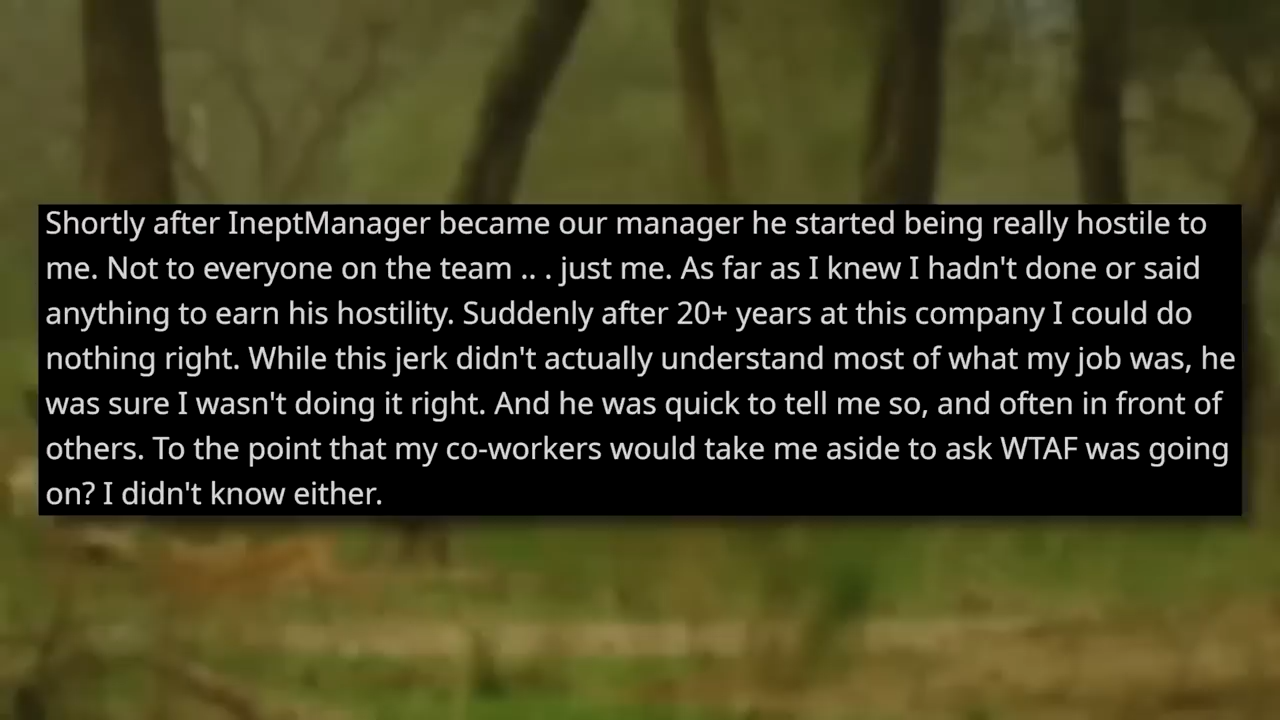 Shortly after IneptManager became our manager he started being really hostile to
me. Not to everyone on the team .. . just me. As far as I knew I hadn't done or said
anything to earn his hostility. Suddenly after 20+ years at this company I could do
nothing right. While this jerk didn't actually understand most of what my job was, he
was sure I wasn't doing it right. And he was quick to tell me so, and often in front of
others. To the point that my co-workers would take me aside to ask WTAF was going
on? I didn't know either.